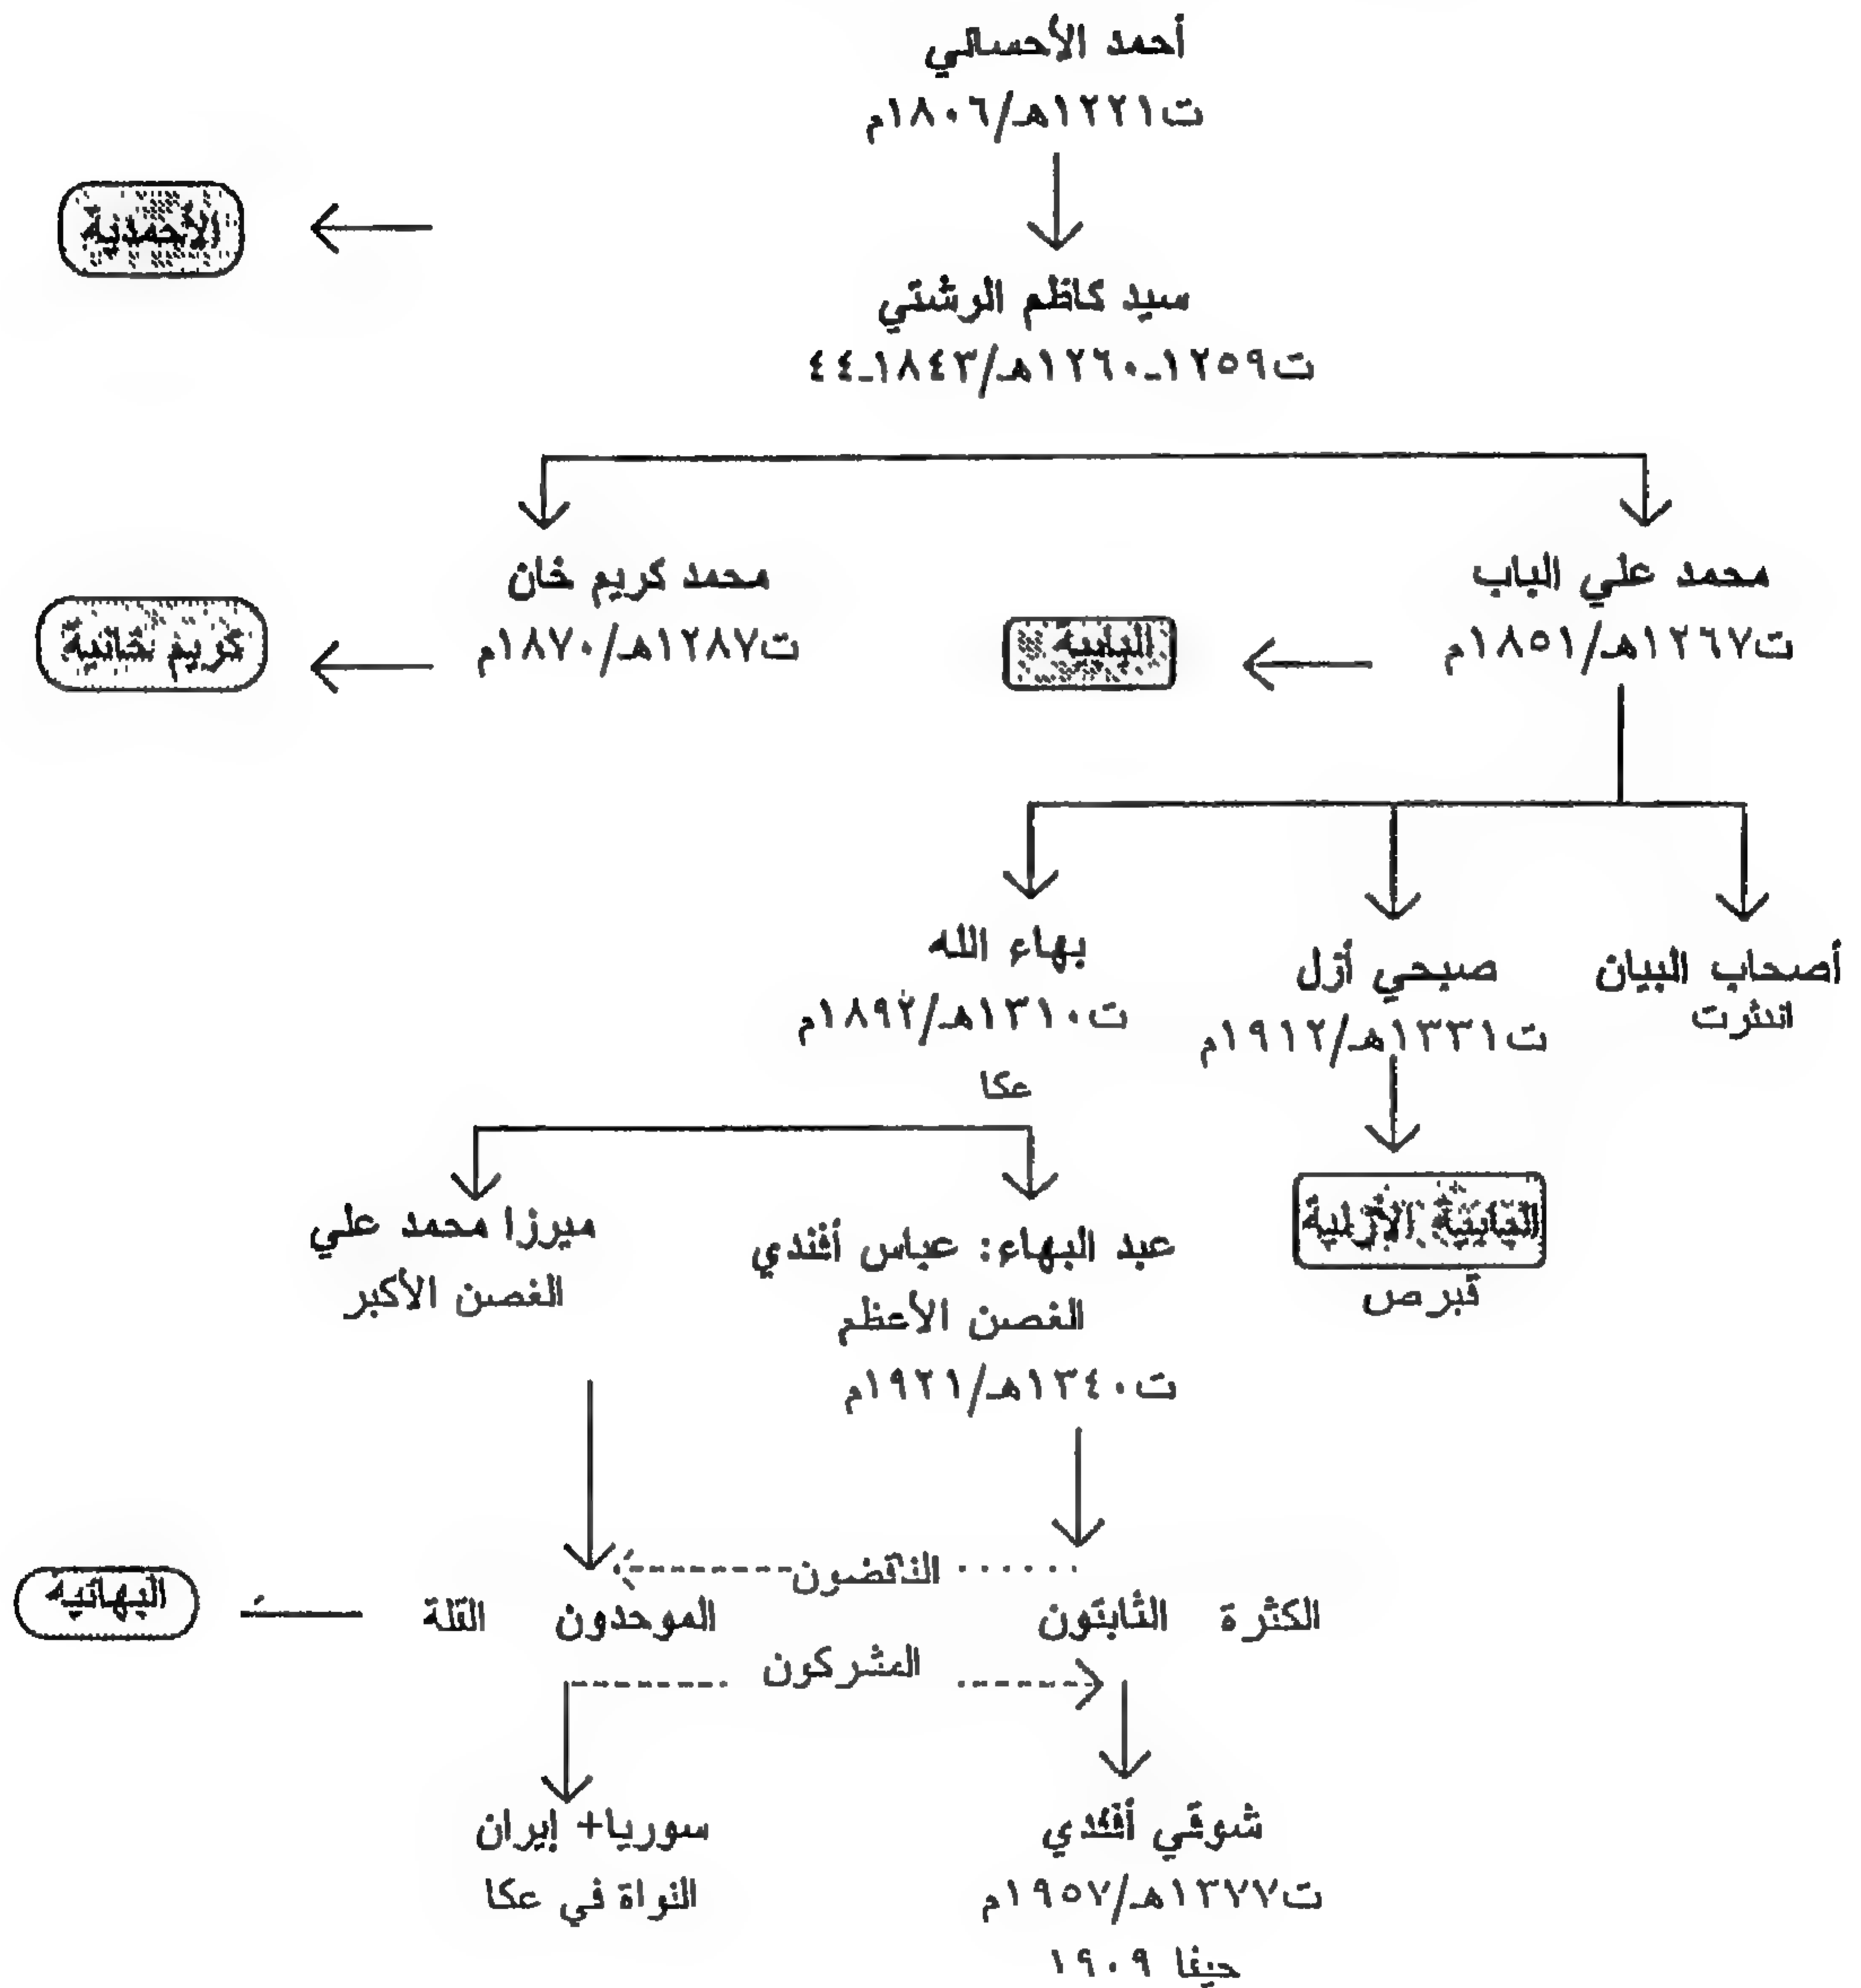 أحمد الأحسائي
ت١٢٢١هـ/١٨٠٦م
الأحمدية
سيد كاظم الرشتي
ت١٢٥٩ـ١٢٦٠هـ/١٨٤٣ـ٤٤
محمد علي الباب
ت١٢٦٧هـ/١٨٥١م
البابية
محمد كريم خان
ت١٢٨٧هـ/١٨٧٠م
كريم خانية
أصحاب البيان
اندثرت
صبحي أزل
ت١٣٣١هـ/١٩١٢م
بهاء الله
ت١٣١٠هـ/١٨٩٢م
عكا
البابية الأزلية
قبرص
عبد البهاء: عباس أفندي
الغصن الأعظم
ت١٣٤٠هـ/١٩٢١م
ميرزا محمد علي
الغصن الأكبر
الناقضون
الكثرة الثابتون الموحدون القلة
البهائية
المشركون
شوقي أفندي
ت١٣٧٧هـ/١٩٥٧م
حيفا ١٩٠٩
سوريا+ إيران
النواة في عكا